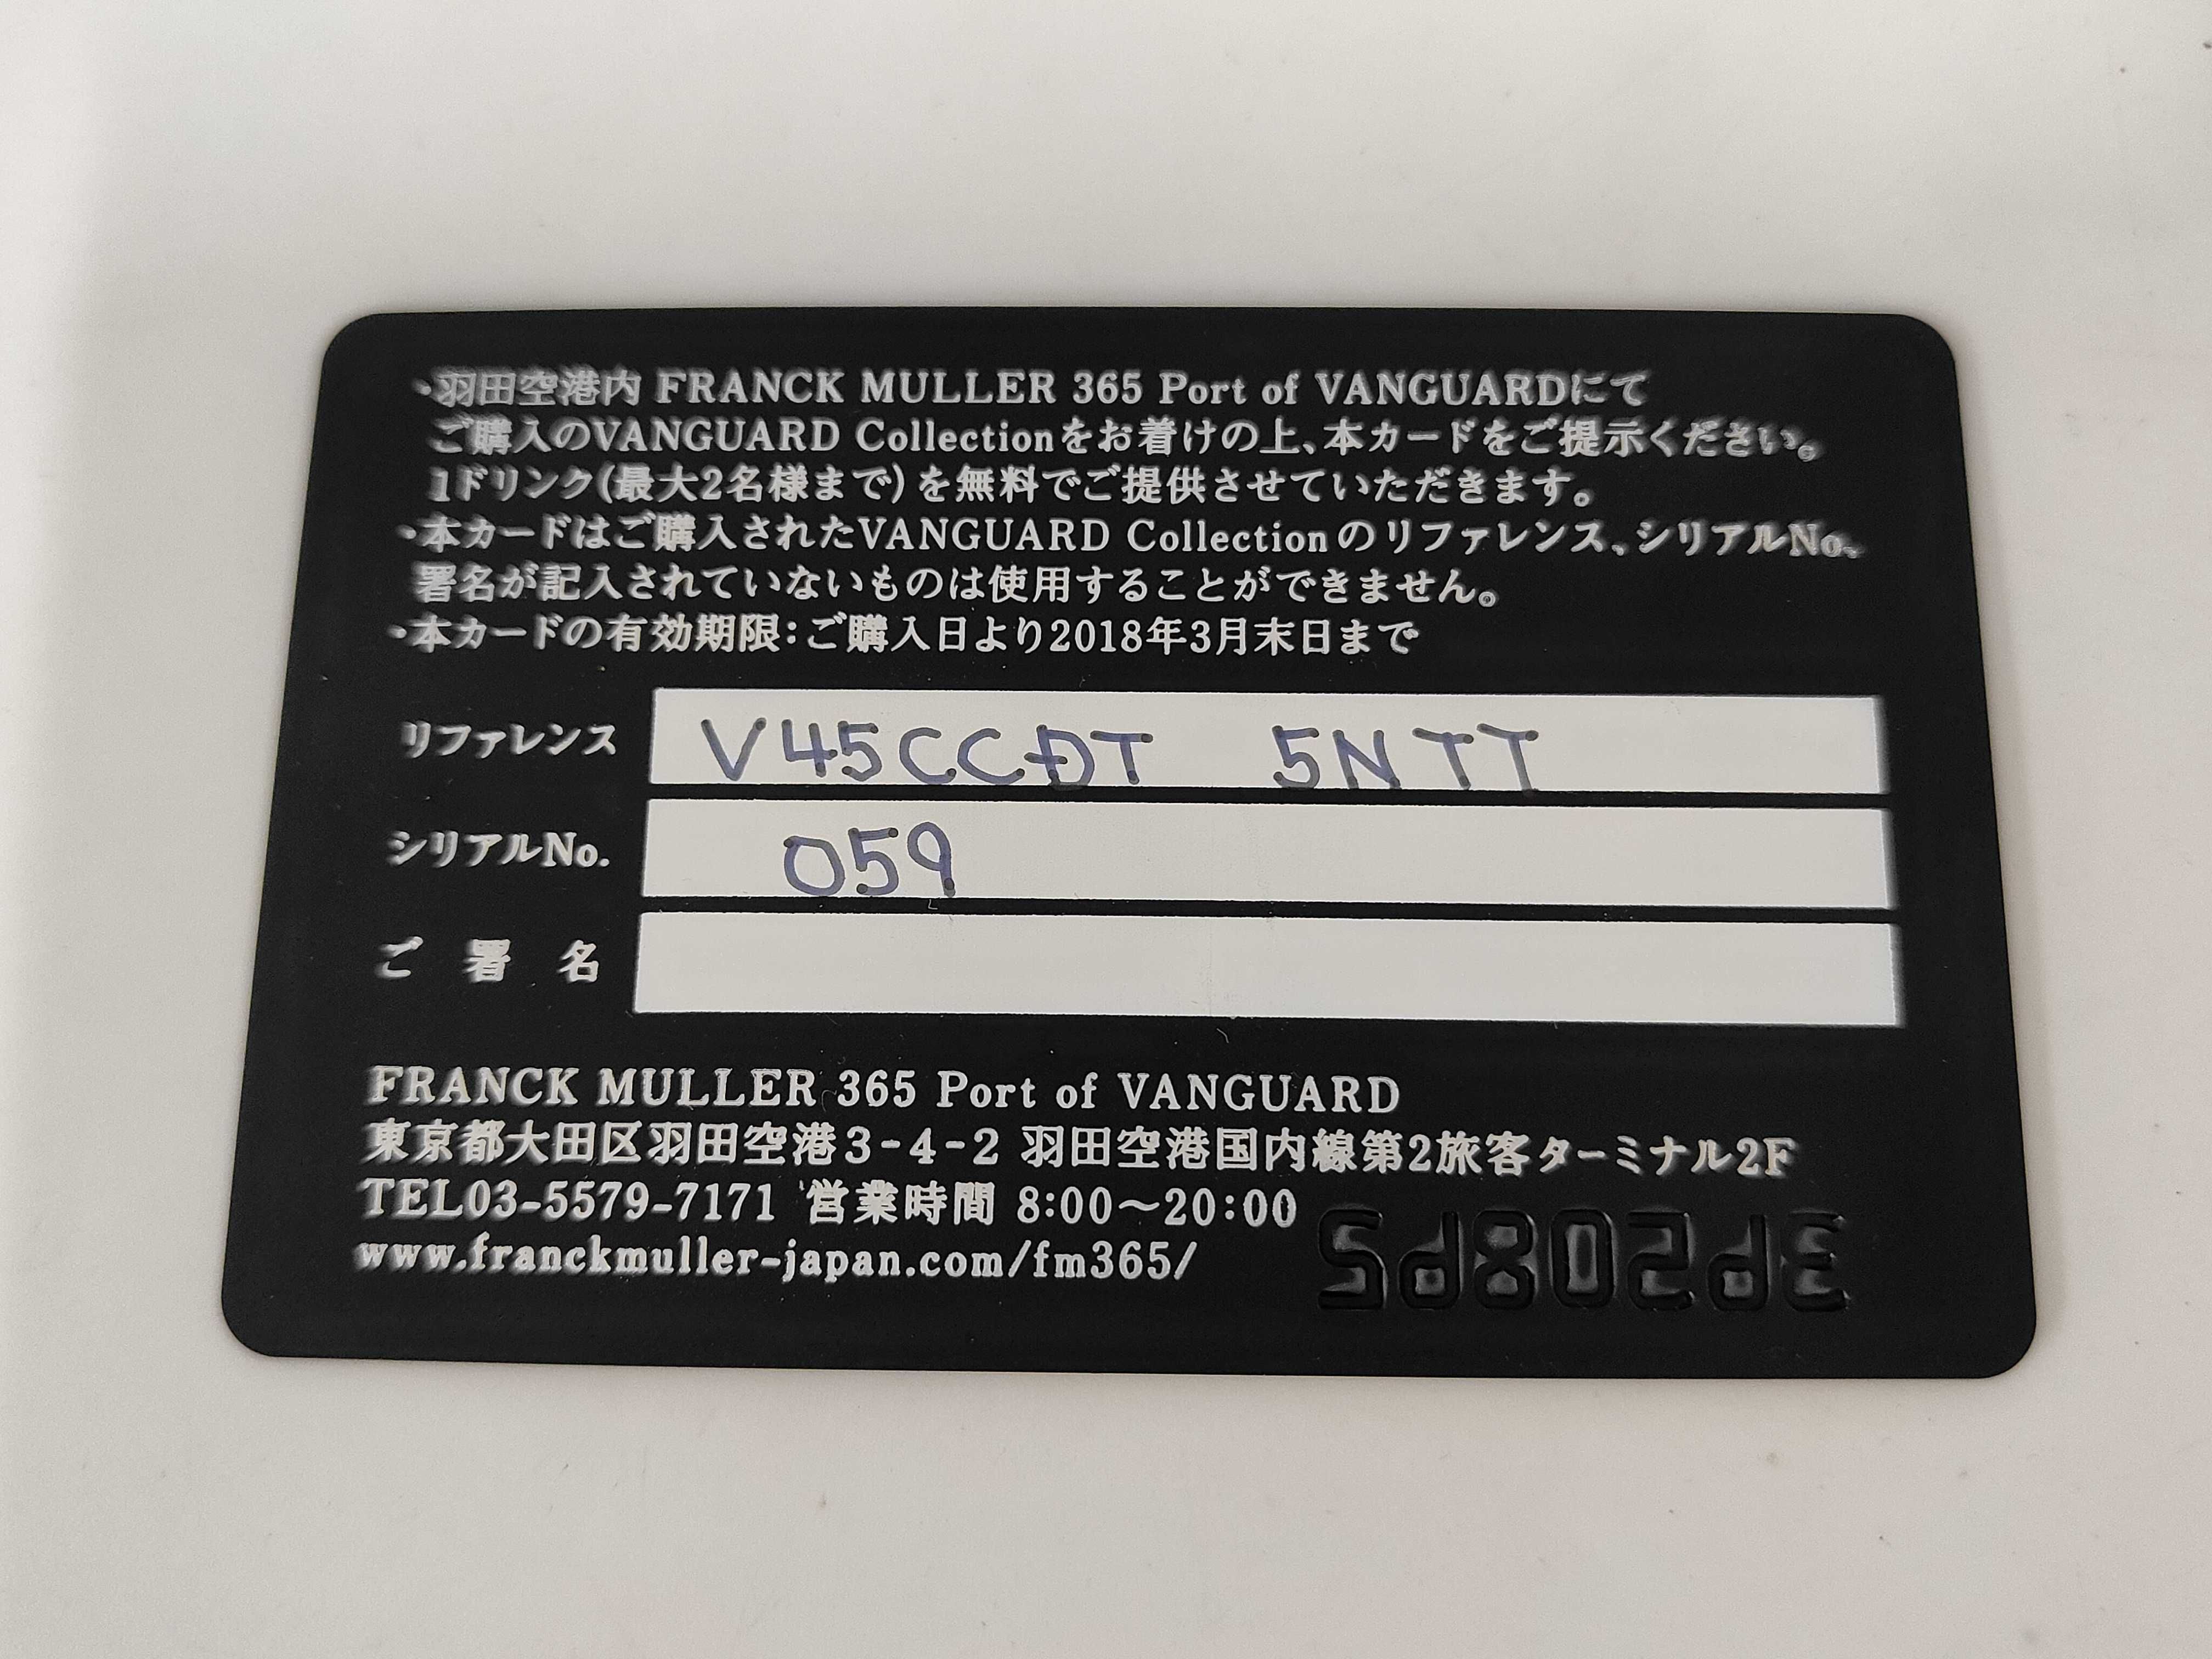 ・羽田空港内 FRANCK MULLER 365 Port of VANGUARDにて
ご購入のVANGUARD Collectionをお着けの上、本カードをご提示ください。
1ドリンク(最大2名様まで)を無料でご提供させていただきます。
・本カードはご購入されたVANGUARD Collectionのリファレンス、シリアルNo.、
署名が記入されていないものは使用することができません。
・本カードの有効期限:ご購入日より2018年3月末日まで
リファレンス V45CCDT 5NTT
シリアルNo. 059
ご署名
FRANCK MULLER 365 Port of VANGUARD
東京都大田区羽田空港3-4-2 羽田空港国内線第2旅客ターミナル2F
TEL03-5579-7171 営業時間 8:00〜20:00
www.franckmuller-japan.com/fm365/